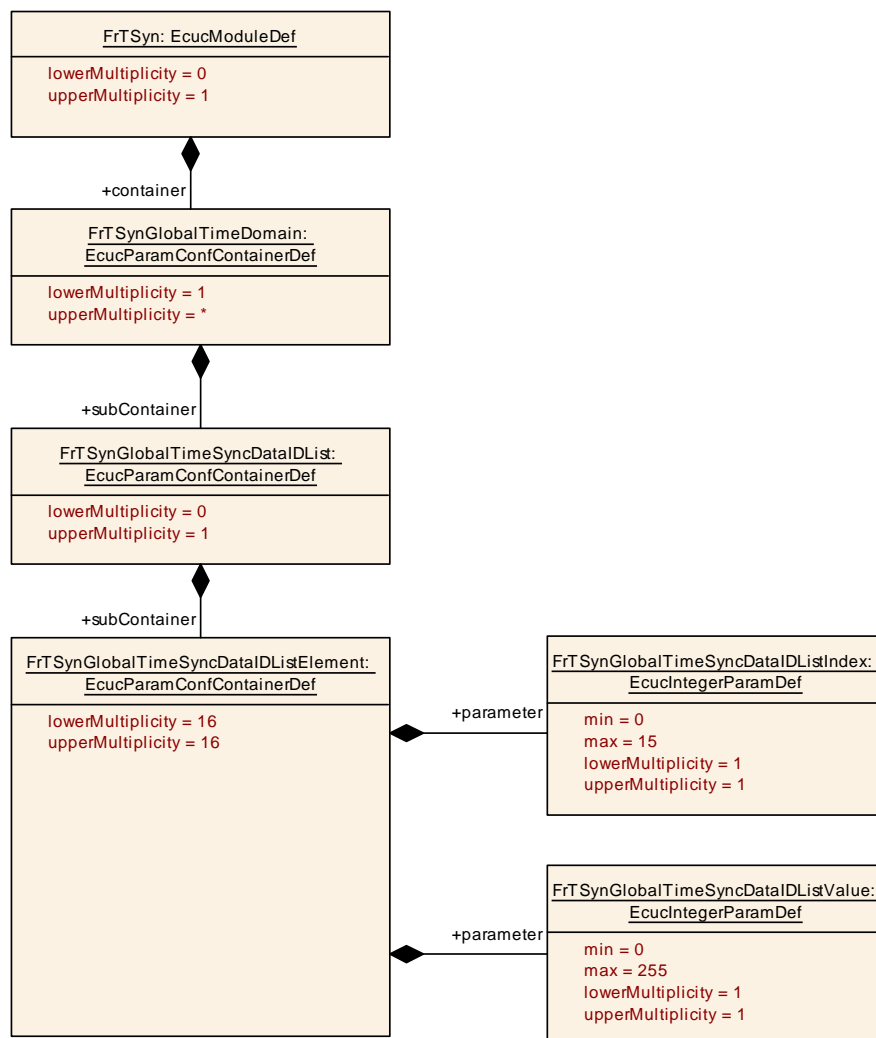 FrTSyn: EcucModuleDef
lowerMultiplicity = 0
upperMultiplicity = 1
+container
FrTSynGlobalTimeDomain:
EcucParamConfContainerDef
lowerMultiplicity = 1
upperMultiplicity = *
+subContainer
FrTSynGlobalTimeSyncDataIDList:
EcucParamConfContainerDef
lowerMultiplicity = 0
upperMultiplicity = 1
+subContainer
FrTSynGlobalTimeSyncDataIDListElement:
EcucParamConfContainerDef
lowerMultiplicity = 16
upperMultiplicity = 16
+parameter
FrTSynGlobalTimeSyncDataIDListIndex:
EcucIntegerParamDef
min = 0
max = 15
lowerMultiplicity = 1
upperMultiplicity = 1
+parameter
FrTSynGlobalTimeSyncDataIDListValue:
EcucIntegerParamDef
min = 0
max = 255
lowerMultiplicity = 1
upperMultiplicity = 1